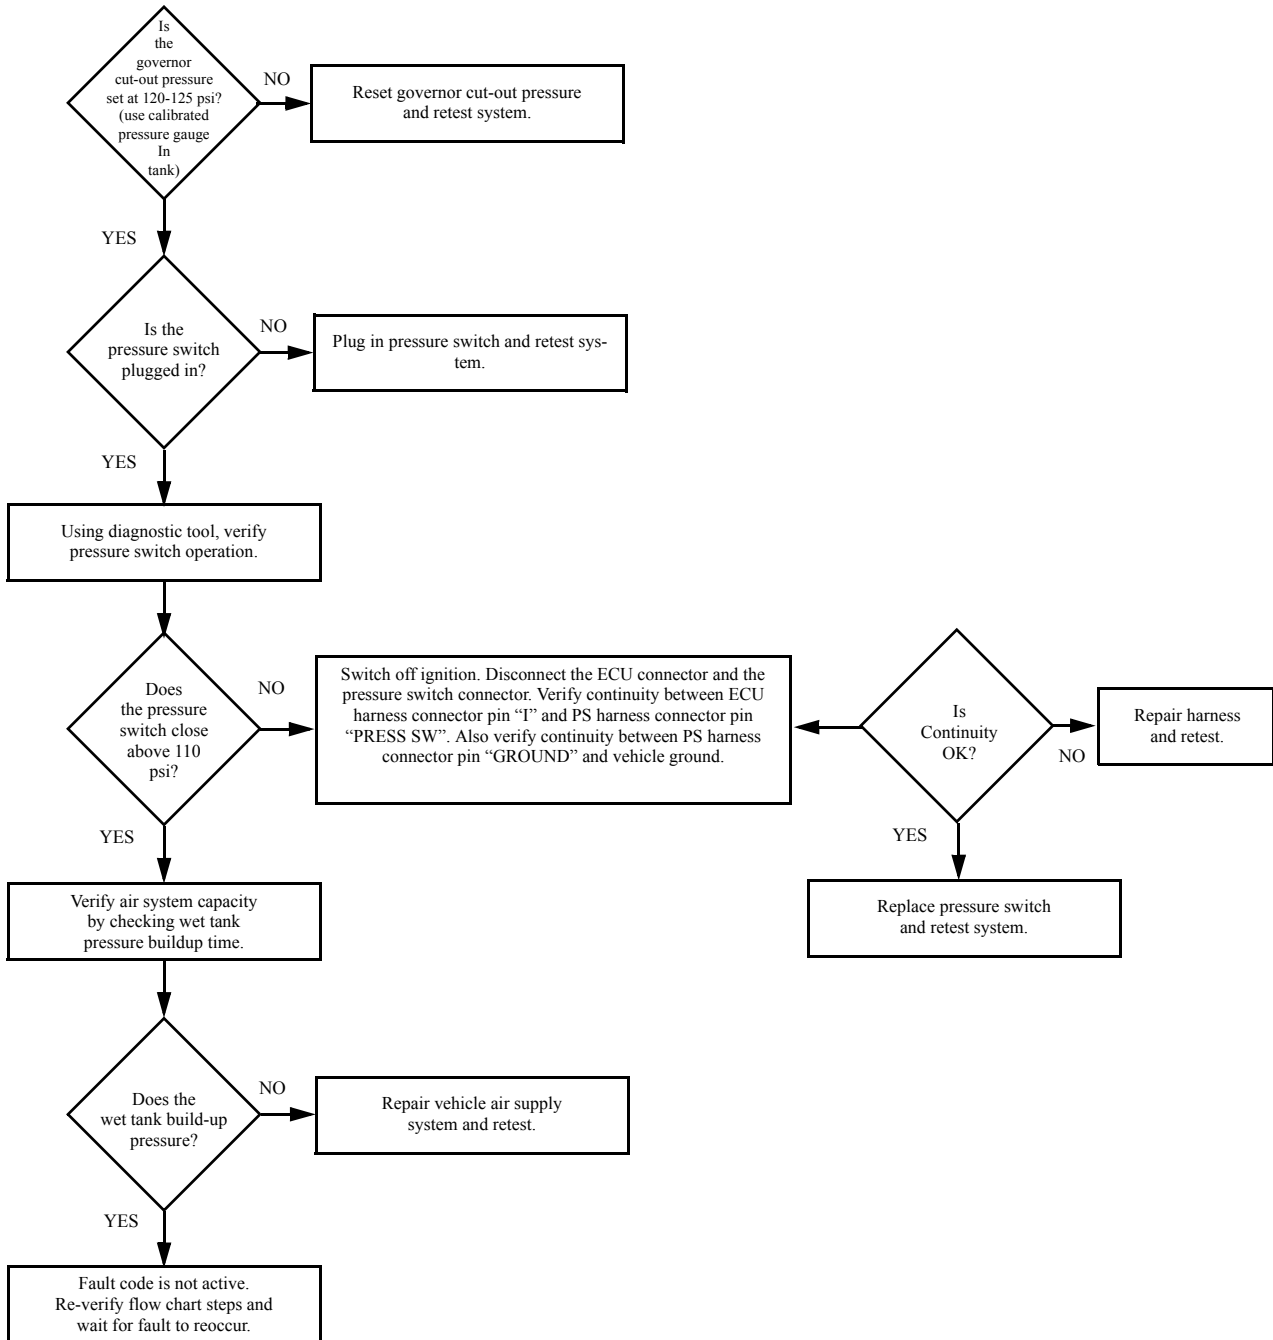 Is
the
governor
cut-out pressure
set at 120-125 psi?
(use calibrated
pressure gauge
In
tank)
NO
Reset governor cut-out pressure
and retest system.
YES
Is the
pressure switch
plugged in?
NO
Plug in pressure switch and retest sys-
tem.
YES
Using diagnostic tool, verify
pressure switch operation.
Does
the pressure
switch close
above 110
psi?
NO
Switch off ignition. Disconnect the ECU connector and the
pressure switch connector. Verify continuity between ECU
harness connector pin “I” and PS harness connector pin
“PRESS SW”. Also verify continuity between PS harness
connector pin “GROUND” and vehicle ground.
Is
Continuity
OK?
NO
Repair harness
and retest.
YES
Replace pressure switch
and retest system.
YES
Verify air system capacity
by checking wet tank
pressure buildup time.
Does the
wet tank build-up
pressure?
NO
Repair vehicle air supply
system and retest.
YES
Fault code is not active.
Re-verify flow chart steps and
wait for fault to reoccur.